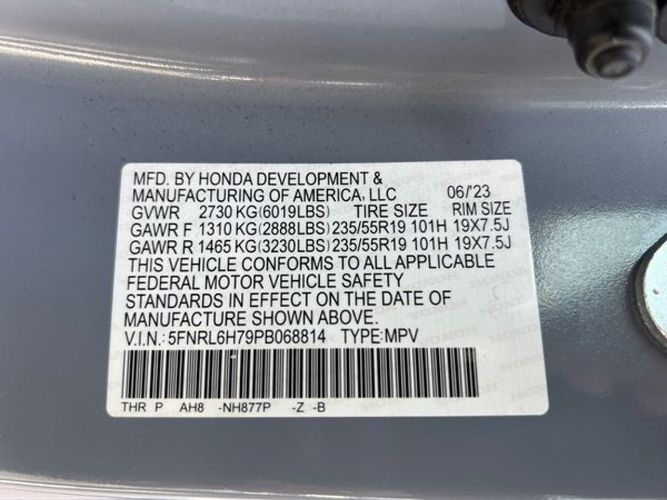 MFD. BY HONDA DEVELOPMENT &
MANUFACTURING OF AMERICA, LLC 06/'23
GVWR 2730 KG(6019LBS) TIRE SIZE RIM SIZE
GAWR F 1310 KG(2888LBS) 235/55R19 101H 19X7.5J
GAWR R 1465 KG(3230LBS) 235/55R19 101H 19X7.5J
THIS VEHICLE CONFORMS TO ALL APPLICABLE
FEDERAL MOTOR VEHICLE SAFETY
STANDARDS IN EFFECT ON THE DATE OF
MANUFACTURE SHOWN ABOVE.
V.I.N.: 5FNRL6H79PB068814 TYPE:MPV
THR P AH8 -NH877P -Z -B